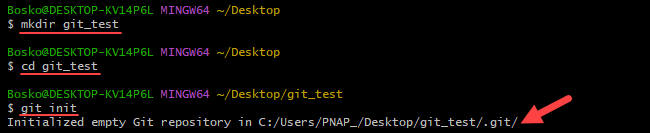 Bosko@DESKTOP-KV14P6L MINGW64 ~/Desktop
$ mkdir git_test
Bosko@DESKTOP-KV14P6L MINGW64 ~/Desktop
$ cd git_test
Bosko@DESKTOP-KV14P6L MINGW64 ~/Desktop/git_test
$ git init
Initialized empty Git repository in C:/Users/PNAP_/Desktop/git_test/.git/